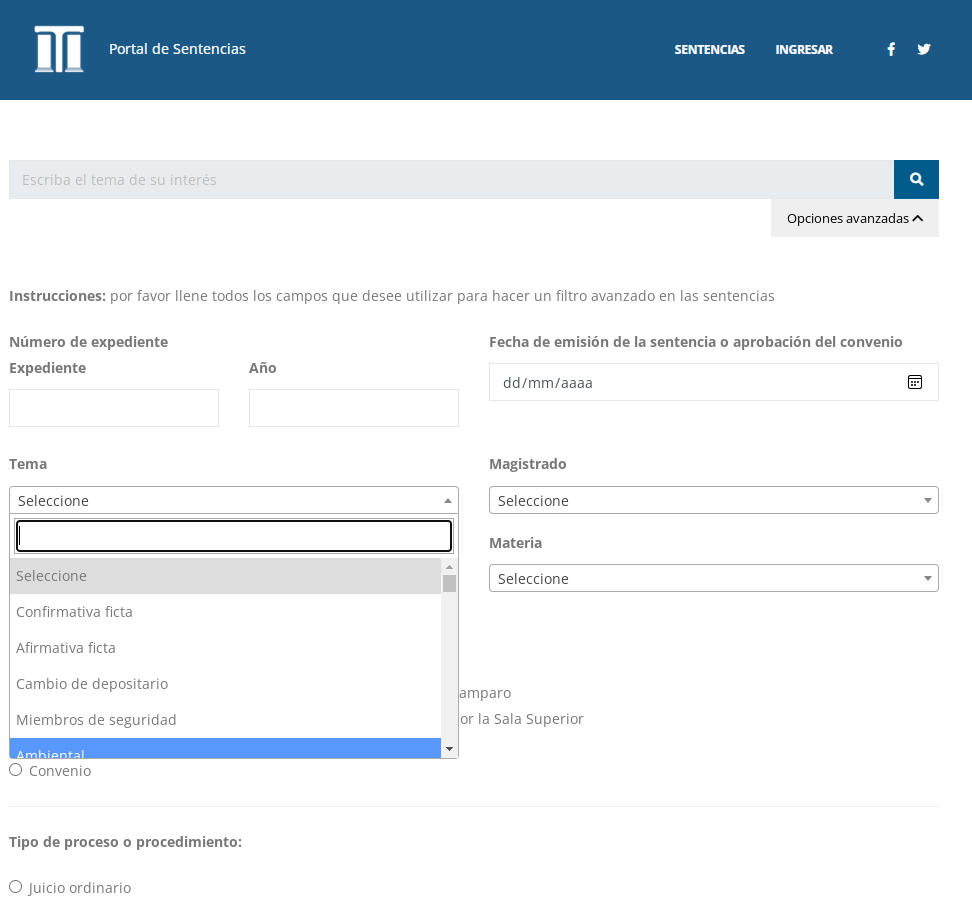 Portal de Sentencias
SENTENCIAS
INGRESAR
Escriba el tema de su interés
Opciones avanzadas
Instrucciones: por favor llene todos los campos que desee utilizar para hacer un filtro avanzado en las sentencias
Número de expediente
Expediente
Año
Fecha de emisión de la sentencia o aprobación del convenio
dd/mm/aaaa
Tema
Seleccione
Seleccione
Confirmativa ficta
Afirmativa ficta
Cambio de depositario
Miembros de seguridad
Ambiental
Magistrado
Seleccione
Materia
Seleccione
amparo
or la Sala Superior
Convenio
Tipo de proceso o procedimiento:
Juicio ordinario